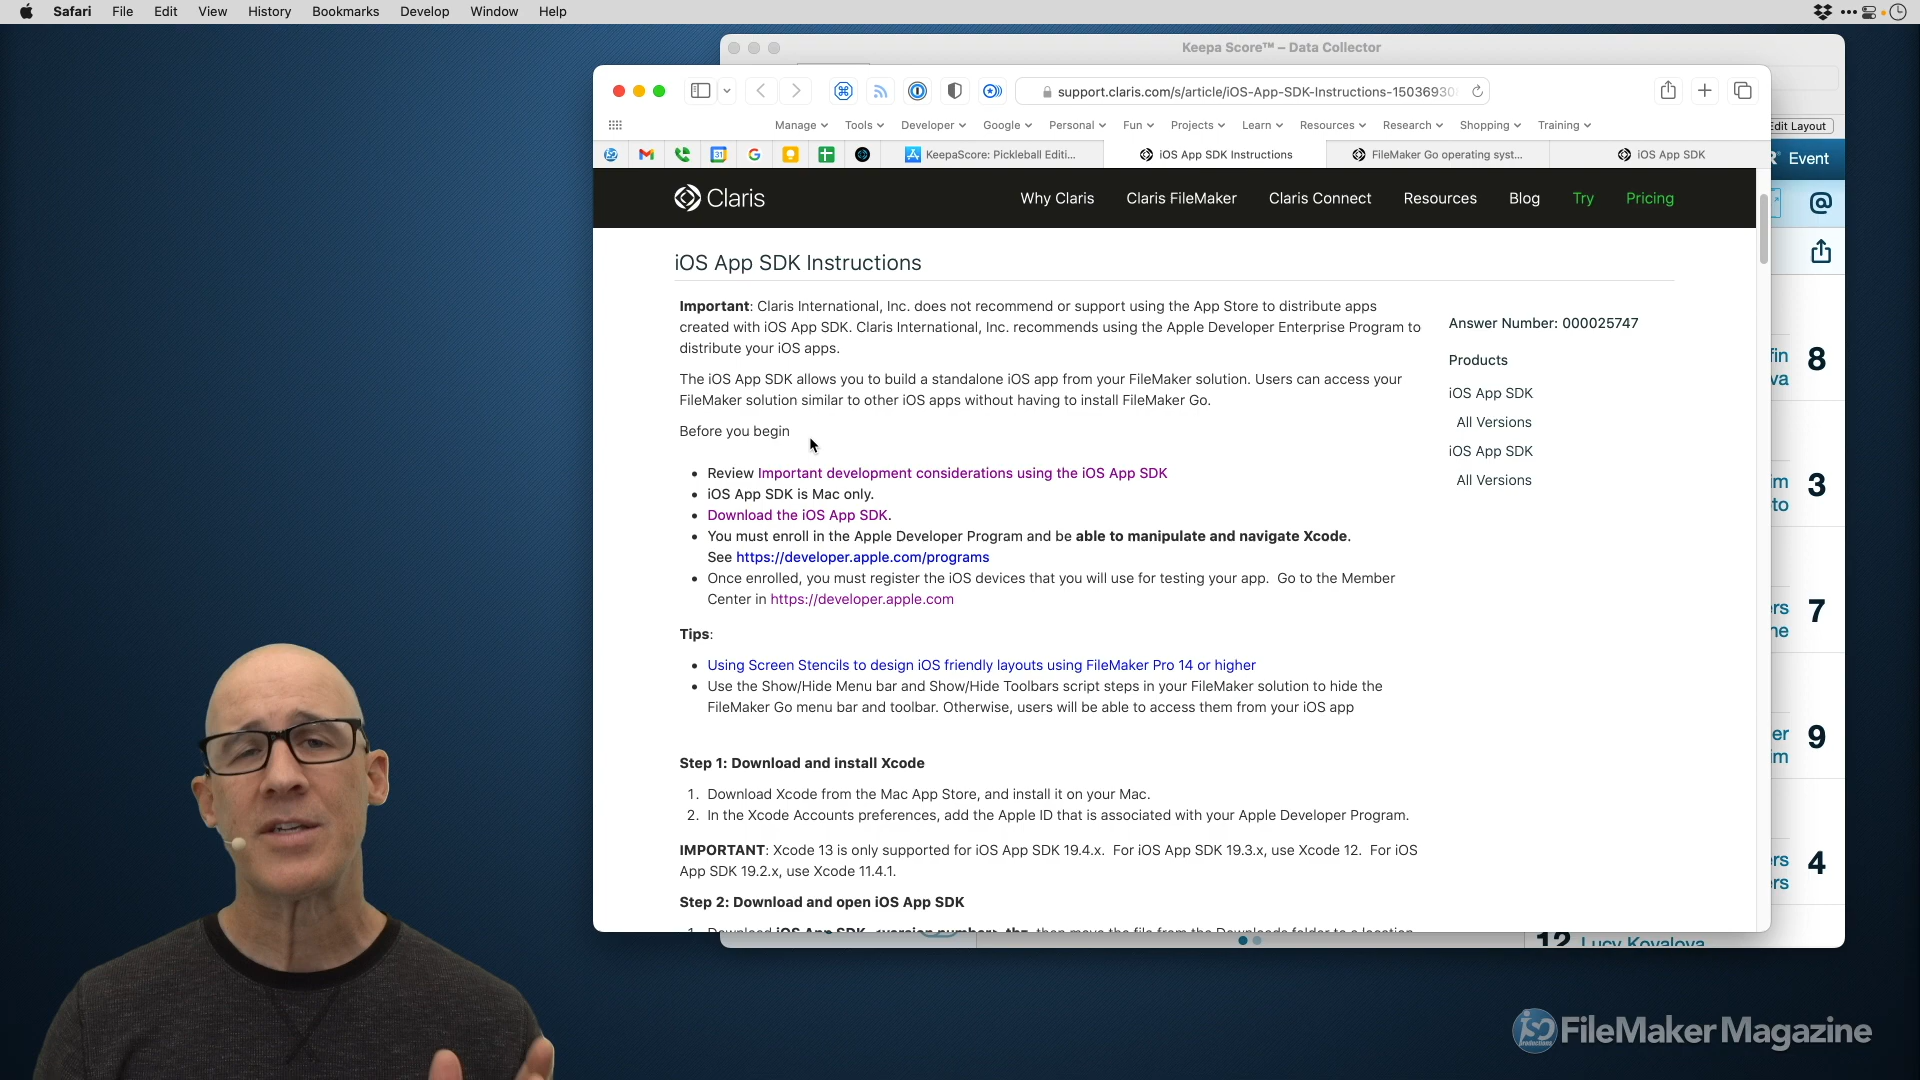 Safari File Edit View History Bookmarks Develop Window Help
Keepa Score™ – Data Collector
support.claris.com/s/article/iOS-App-SDK-Instructions-15036930
Manage Tools Developer Google Personal Fun Projects Learn Resources Research Shopping Training
Edit Layout
KeepaScore: Pickleball Editi...
iOS App SDK Instructions
FileMaker Go operating syst...
iOS App SDK
Event
Claris
Why Claris Claris FileMaker Claris Connect Resources Blog Try Pricing
iOS App SDK Instructions
Important: Claris International, Inc. does not recommend or support using the App Store to distribute apps
created with iOS App SDK. Claris International, Inc. recommends using the Apple Developer Enterprise Program to
distribute your iOS apps.
The iOS App SDK allows you to build a standalone iOS app from your FileMaker solution. Users can access your
FileMaker solution similar to other iOS apps without having to install FileMaker Go.
Before you begin
• Review Important development considerations using the iOS App SDK
• iOS App SDK is Mac only.
• Download the iOS App SDK.
• You must enroll in the Apple Developer Program and be able to manipulate and navigate Xcode.
See https://developer.apple.com/programs
• Once enrolled, you must register the iOS devices that you will use for testing your app. Go to the Member
Center in https://developer.apple.com
Tips:
• Using Screen Stencils to design iOS friendly layouts using FileMaker Pro 14 or higher
• Use the Show/Hide Menu bar and Show/Hide Toolbars script steps in your FileMaker solution to hide the
FileMaker Go menu bar and toolbar. Otherwise, users will be able to access them from your iOS app
Step 1: Download and install Xcode
1. Download Xcode from the Mac App Store, and install it on your Mac.
2. In the Xcode Accounts preferences, add the Apple ID that is associated with your Apple Developer Program.
IMPORTANT: Xcode 13 is only supported for iOS App SDK 19.4.x. For iOS App SDK 19.3.x, use Xcode 12. For iOS
App SDK 19.2.x, use Xcode 11.4.1.
Step 2: Download and open iOS App SDK
Answer Number: 000025747
Products
iOS App SDK
All Versions
iOS App SDK
All Versions
8
3
7
9
4
12 Lucy Kovalova
FileMaker Magazine